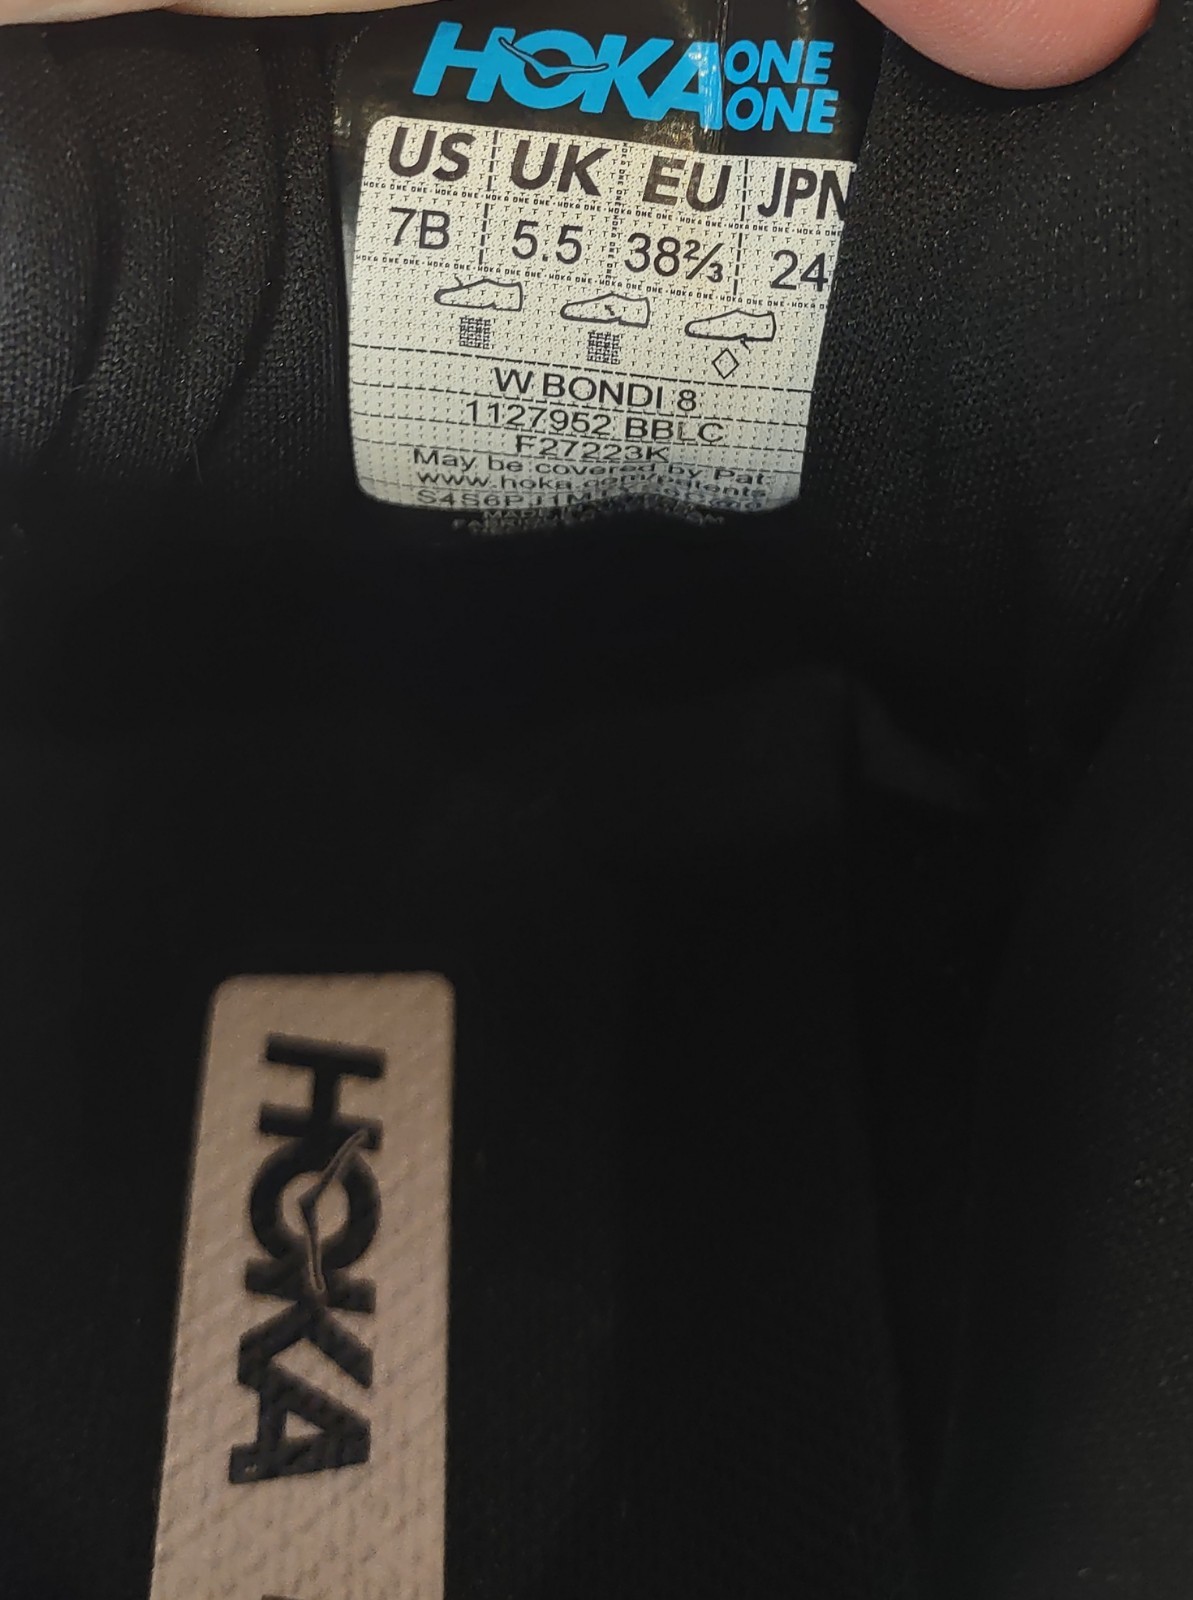 HOKA ONE ONE
US UK EU JPN
7B 5.5 38⅔ 24
W BONDI 8
1127952 BBLC
F27223K
May be covered by Pat.
www.hoka.com/patents
HOKA